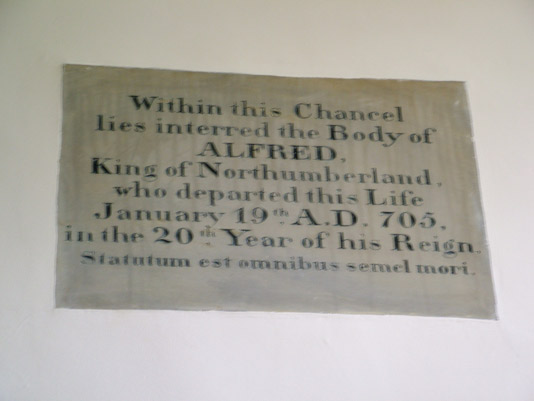 Within this Chancel
lies interred the Body of
ALFRED,
King of Northumberland,
who departed this Life
January 19th A.D. 705,
in the 20th Year of his Reign.
Statutum est omnibus semel mori.